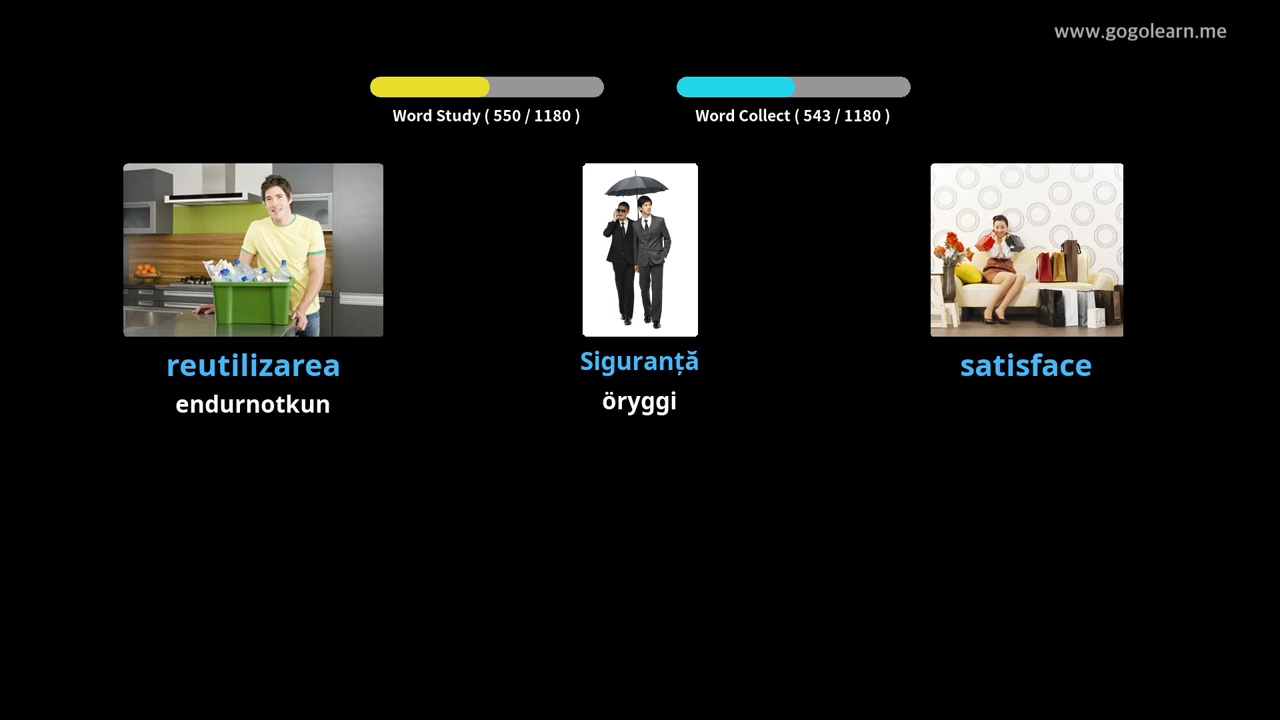 www.gogolearn.me
Word Study ( 550 / 1180 )
Word Collect ( 543 / 1180 )
reutilizarea
endurnotkun
Siguranță
öryggi
satisface